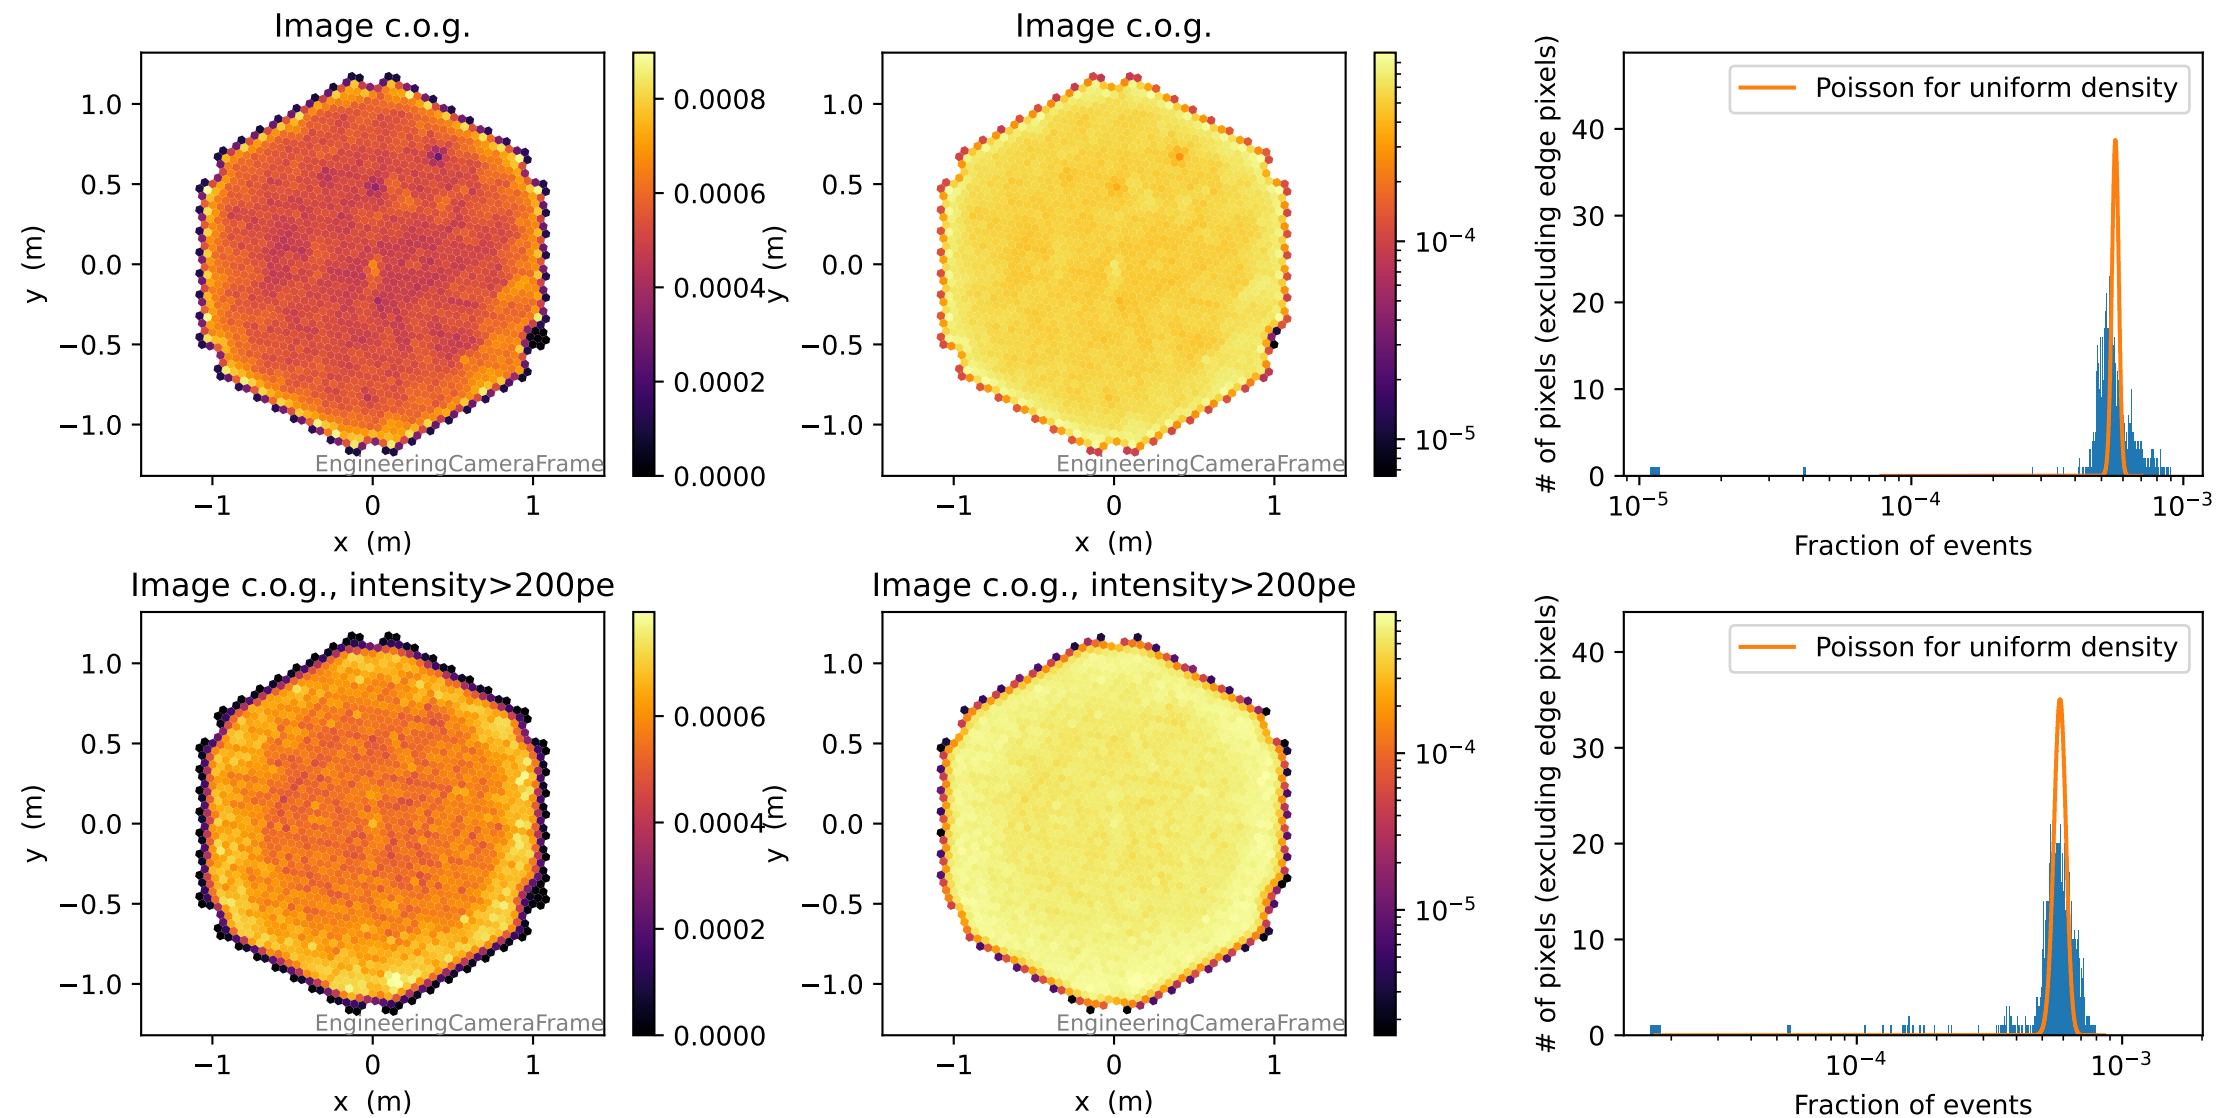 Image c.o.g.
y (m)
1.0
0.5
0.0
−0.5
−1.0
−1
0
1
x (m)
EngineeringCameraFrame
0.0008
0.0006
0.0004
0.0002
0.0000
Image c.o.g.
y (m)
1.0
0.5
0.0
−0.5
−1.0
−1
0
1
x (m)
EngineeringCameraFrame
10⁻⁴
10⁻⁵
# of pixels (excluding edge pixels)
Poisson for uniform density
40
30
20
10
0
10⁻⁵
10⁻⁴
10⁻³
Fraction of events
Image c.o.g., intensity>200pe
y (m)
1.0
0.5
0.0
−0.5
−1.0
−1
0
1
x (m)
EngineeringCameraFrame
0.0006
0.0004
0.0002
0.0000
Image c.o.g., intensity>200pe
y (m)
1.0
0.5
0.0
−0.5
−1.0
−1
0
1
x (m)
EngineeringCameraFrame
10⁻⁴
10⁻⁵
# of pixels (excluding edge pixels)
Poisson for uniform density
40
30
20
10
0
10⁻⁴
10⁻³
Fraction of events